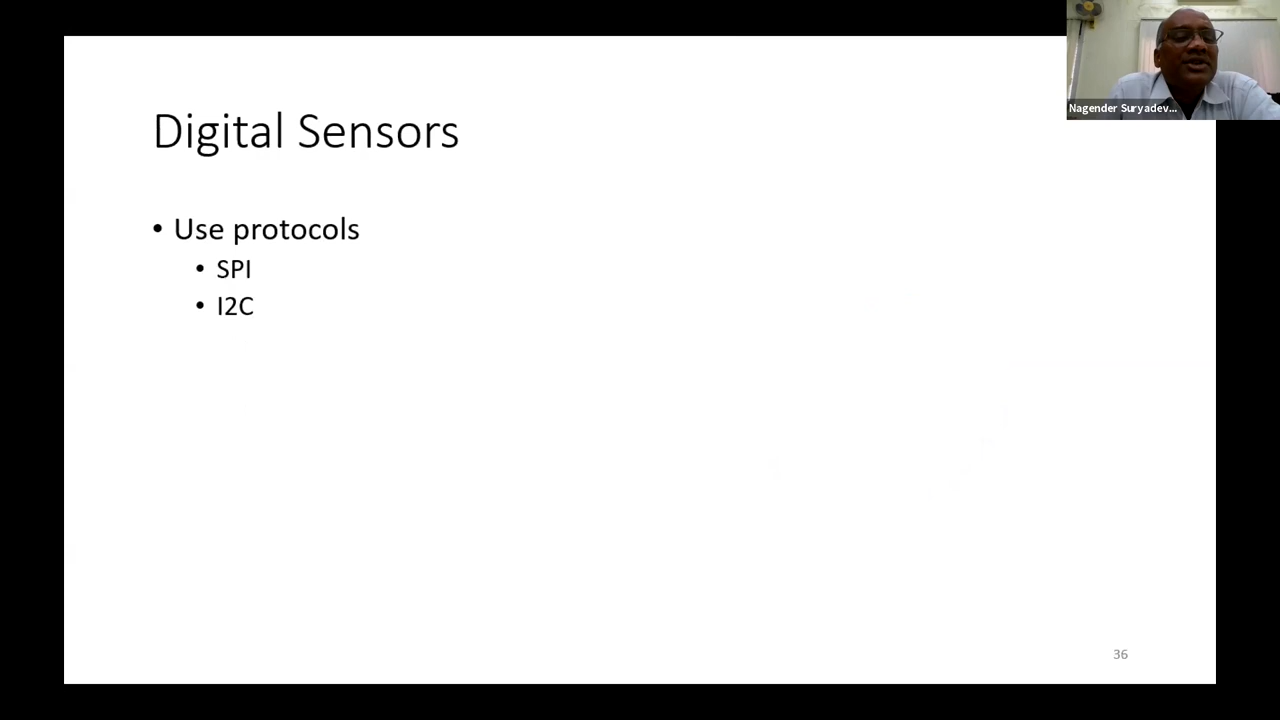 Nagender Suryadev...
Digital Sensors
• Use protocols
• SPI
• I2C
36